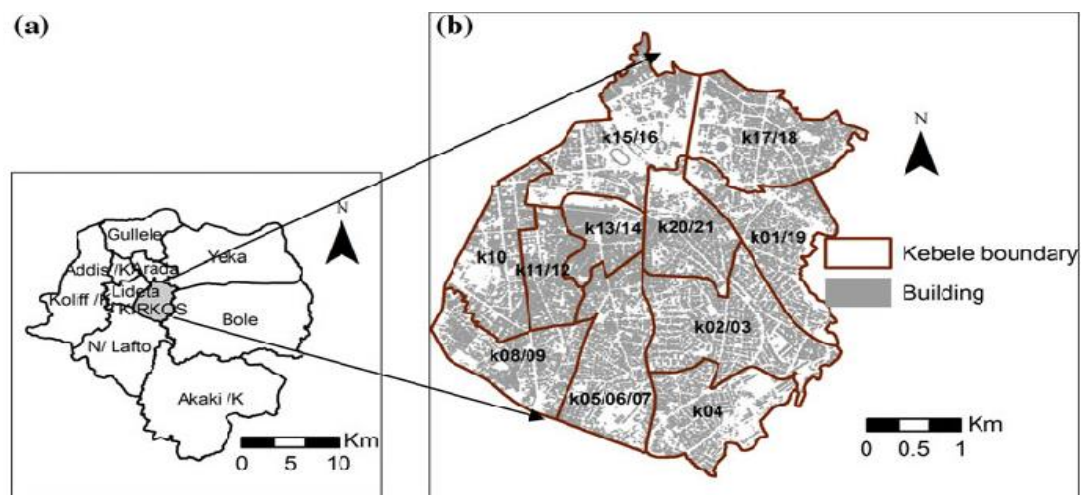 (a)
N
Gullele
Yeka
Addis /K
Arada
Lideta
Koliff /K
KIRKOS
Bole
N/ Lafto
Akaki /K
Km
0 5 10
(b)
N
k15/16
k17/18
k13/14
k20/21
k01/19
k10
k11/12
k02/03
k08/09
k05/06/07
k04
Kebele boundary
Building
Km
0 0.5 1